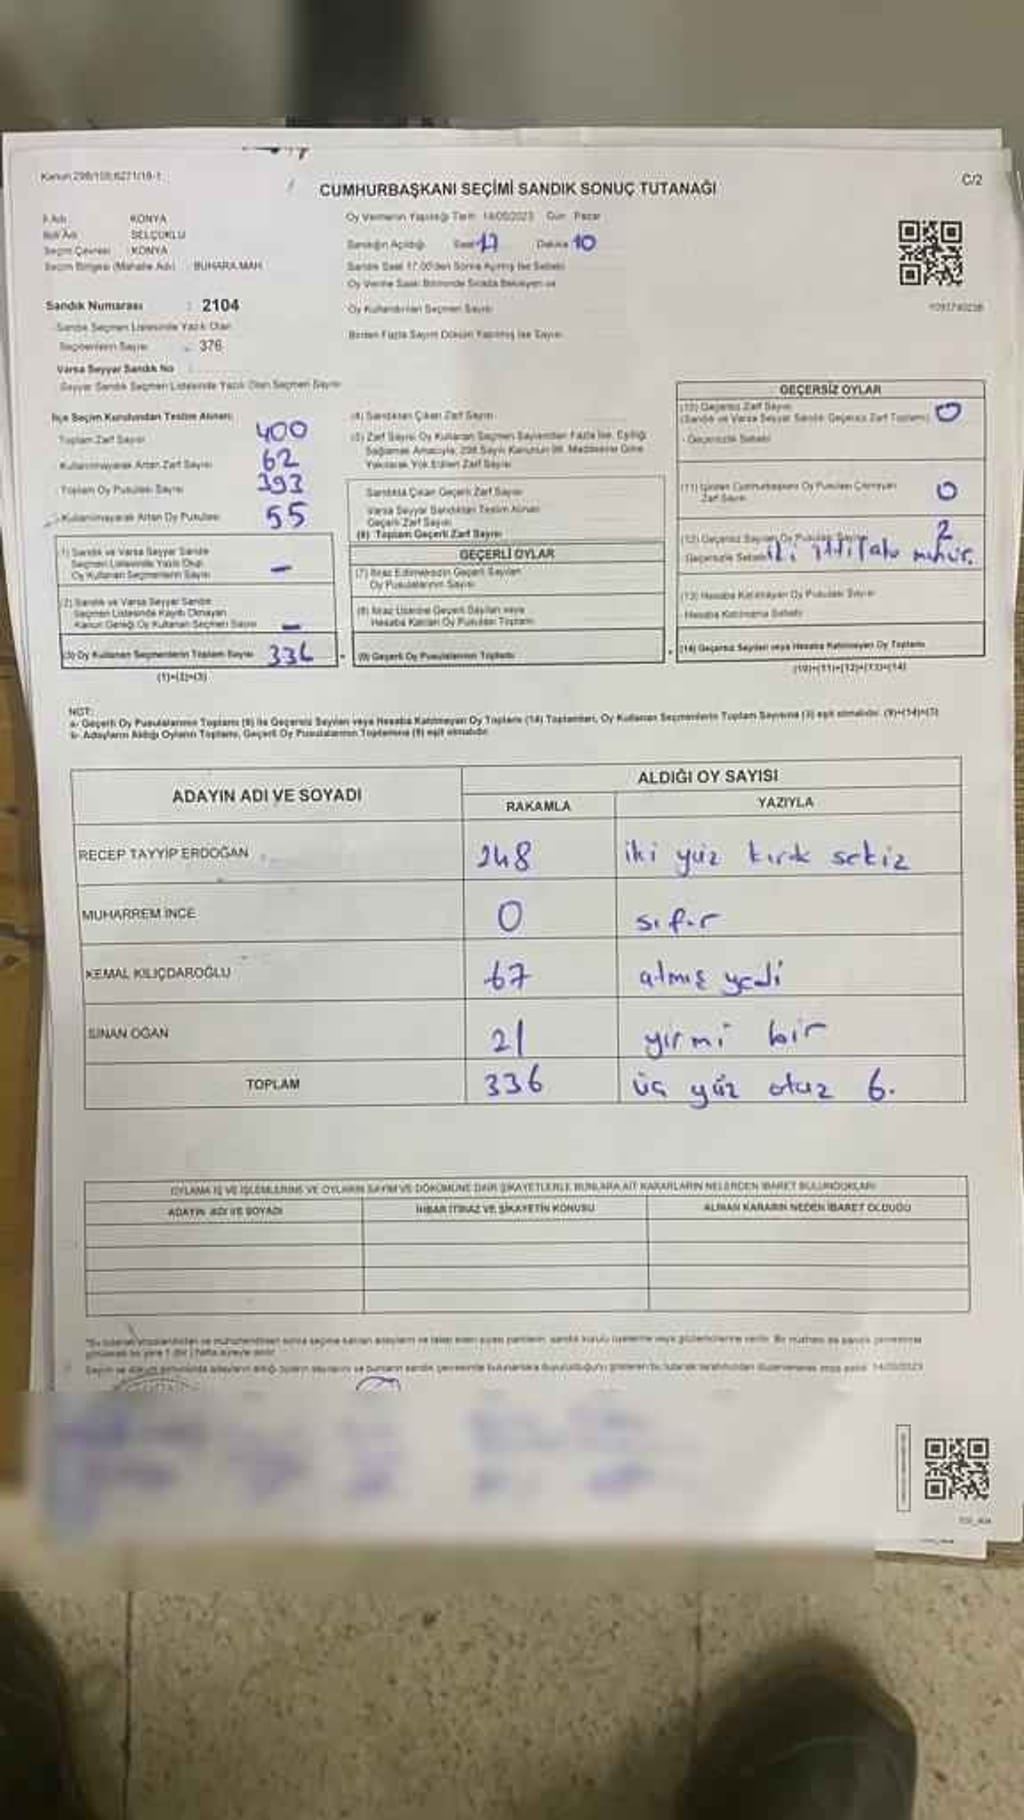 Kanun 298/105;6271/19-1
C/2
CUMHURBAŞKANI SEÇİMİ SANDIK SONUÇ TUTANAĞI
İl Adı KONYA
İlçe Adı SELÇUKLU
Seçim Çevresi KONYA
Seçim Bölgesi (Mahalle Adı) BUHARA MAH
Sandık Numarası : 2104
Sandık Seçmen Listesinde Yazılı Olan
Seçmenlerin Sayısı 376
Varsa Seyyar Sandık No
Seyyar Sandık Seçmen Listesinde Yazılı Olan Seçmen Sayısı
Oy Vermenin Yapıldığı Tarih 14/05/2023 Gün Pazar
Sandığın Açıldığı Saat 17 Dakika 10
Sandık Saat 17.00'den Sonra Açılmış İse Sebebi
Oy Verme Saati Bitiminde Sırada Bekleyen ve
Oy Kullandırılan Seçmen Sayısı
Birden Fazla Sayım Döküm Yapılmış İse Sayısı
İlçe Seçim Kurulundan Teslim Alınan:
Toplam Zarf Sayısı 400
Kullanılmayarak Artan Zarf Sayısı 62
Toplam Oy Pusulası Sayısı 393
Kullanılmayarak Artan Oy Pusulası 55
(1) Sandık ve Varsa Seyyar Sandık
Seçmen Listesinde Yazılı Olup
Oy Kullanan Seçmenlerin Sayısı -
(2) Sandık ve Varsa Seyyar Sandık
Seçmen Listesinde Kayıtlı Olmayan
Kanun Gereği Oy Kullanan Seçmen Sayısı -
(3) Oy Kullanan Seçmenlerin Toplam Sayısı 336
(1)+(2)=(3)
(4) Sandıktan Çıkan Zarf Sayısı
(5) Zarf Sayısı Oy Kullanan Seçmen Sayısından Fazla İse, Eşitliği
Sağlamak Amacıyla, 298 Sayılı Kanunun 98. Maddesine Göre
Yakılarak Yok Edilen Zarf Sayısı
Sandıkta Çıkan Geçerli Zarf Sayısı
Varsa Seyyar Sandıktan Teslim Alınan
Geçerli Zarf Sayısı
(6) Toplam Geçerli Zarf Sayısı
GEÇERLİ OYLAR
(7) İtiraz Edilmeksizin Geçerli Sayılan
Oy Pusulalarının Sayısı
(8) İtiraz Üzerine Geçerli Sayılan veya
Hesaba Katılan Oy Pusulası Toplamı
(9) Geçerli Oy Pusulalarının Toplamı
GEÇERSİZ OYLAR
(10) Geçersiz Zarf Sayısı
(Sandık ve Varsa Seyyar Sandık Geçersiz Zarf Toplamı) 0
- Geçersizlik Sebebi
(11) İçinden Cumhurbaşkanı Oy Pusulası Çıkmayan
Zarf Sayısı 0
(12) Geçersiz Sayılan Oy Pusulası Sayısı 2
Geçersizlik Sebebi iki ittifaka mühür.
(13) Hesaba Katılmayan Oy Pusulası Sayısı
- Hesaba Katılmama Sebebi
(14) Geçersiz Sayılan veya Hesaba Katılmayan Oy Toplamı
(10)+(11)+(12)+(13)=(14)
NOT:
a- Geçerli Oy Pusulalarının Toplamı (9) ile Geçersiz Sayılan veya Hesaba Katılmayan Oy Toplamı (14) Toplamları, Oy Kullanan Seçmenlerin Toplam Sayısına (3) eşit olmalıdır. (9)+(14)=(3)
b- Adayların Aldığı Oyların Toplamı, Geçerli Oy Pusulalarının Toplamına (9) eşit olmalıdır.
ADAYIN ADI VE SOYADI
ALDIĞI OY SAYISI
RAKAMLA YAZIYLA
RECEP TAYYİP ERDOĞAN 248 iki yüz kırk sekiz
MUHARREM İNCE 0 sıfır
KEMAL KILIÇDAROĞLU 67 atmış yedi
SİNAN OĞAN 21 yirmi bir
TOPLAM 336 üç yüz otuz 6.
OYLAMA İŞ VE İŞLEMLERİNE VE OYLARIN SAYIM VE DÖKÜMÜNE DAİR ŞİKAYETLERLE BUNLARA AİT KARARLARIN NELERDEN İBARET BULUNDUKLARI
ADAYIN ADI VE SOYADI İHBAR İTİRAZ VE ŞİKAYETİN KONUSU ALINAN KARARIN NEDEN İBARET OLDUĞU